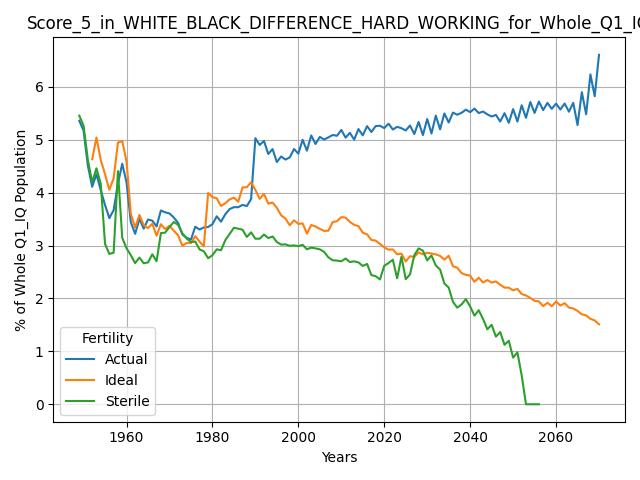 Score_5_in_WHITE_BLACK_DIFFERENCE_HARD_WORKING_for_Whole_Q1_IQ
% of Whole Q1_IQ Population
6
5
4
3
2
1
0
Fertility
Actual
Ideal
Sterile
1960 1980 2000 2020 2040 2060
Years